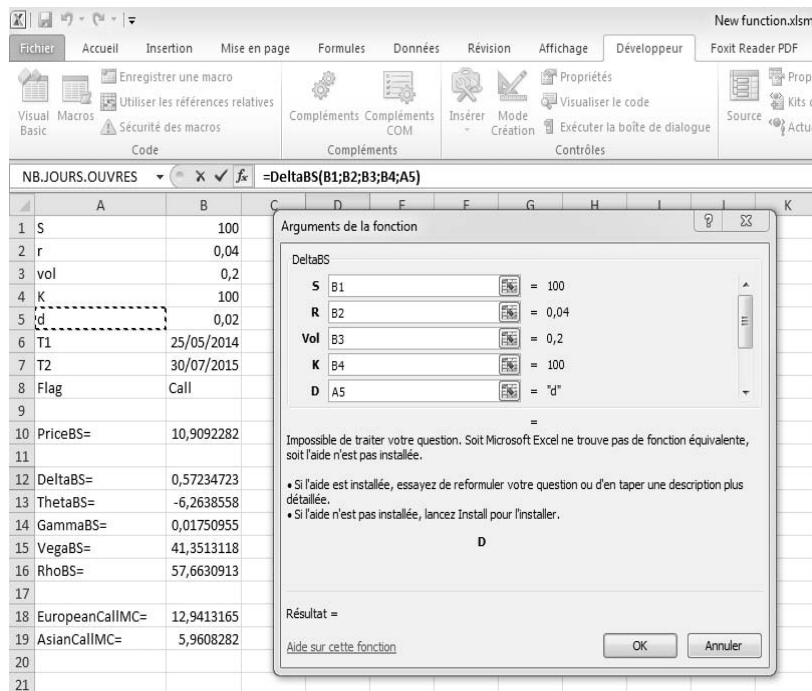 New function.xlsm
Fichier Accueil Insertion Mise en page Formules Données Révision Affichage Développeur Foxit Reader PDF
Visual Basic
Macros
Enregistrer une macro
Utiliser les références relatives
Sécurité des macros
Code
Compléments
Compléments COM
Compléments
Insérer
Mode Création
Propriétés
Visualiser le code
Exécuter la boîte de dialogue
Contrôles
Source
Prop
Kits
Actu
NB.JOURS.OUVRES fx =DeltaBS(B1;B2;B3;B4;A5)
A B C D E F G H I J K
1 S 100
2 r 0,04
3 vol 0,2
4 K 100
5 d 0,02
6 T1 25/05/2014
7 T2 30/07/2015
8 Flag Call
9
10 PriceBS= 10,9092282
11
12 DeltaBS= 0,57234723
13 ThetaBS= -6,2638558
14 GammaBS= 0,01750955
15 VegaBS= 41,3513118
16 RhoBS= 57,6630913
17
18 EuropeanCallMC= 12,9413165
19 AsianCallMC= 5,9608282
20
21
Arguments de la fonction
DeltaBS
S B1 = 100
R B2 = 0,04
Vol B3 = 0,2
K B4 = 100
D A5 = "d"
=
Impossible de traiter votre question. Soit Microsoft Excel ne trouve pas de fonction équivalente,
soit l'aide n'est pas installée.
• Si l'aide est installée, essayez de reformuler votre question ou d'en taper une description plus
détaillée.
• Si l'aide n'est pas installée, lancez Install pour l'installer.
D
Résultat =
Aide sur cette fonction
OK
Annuler